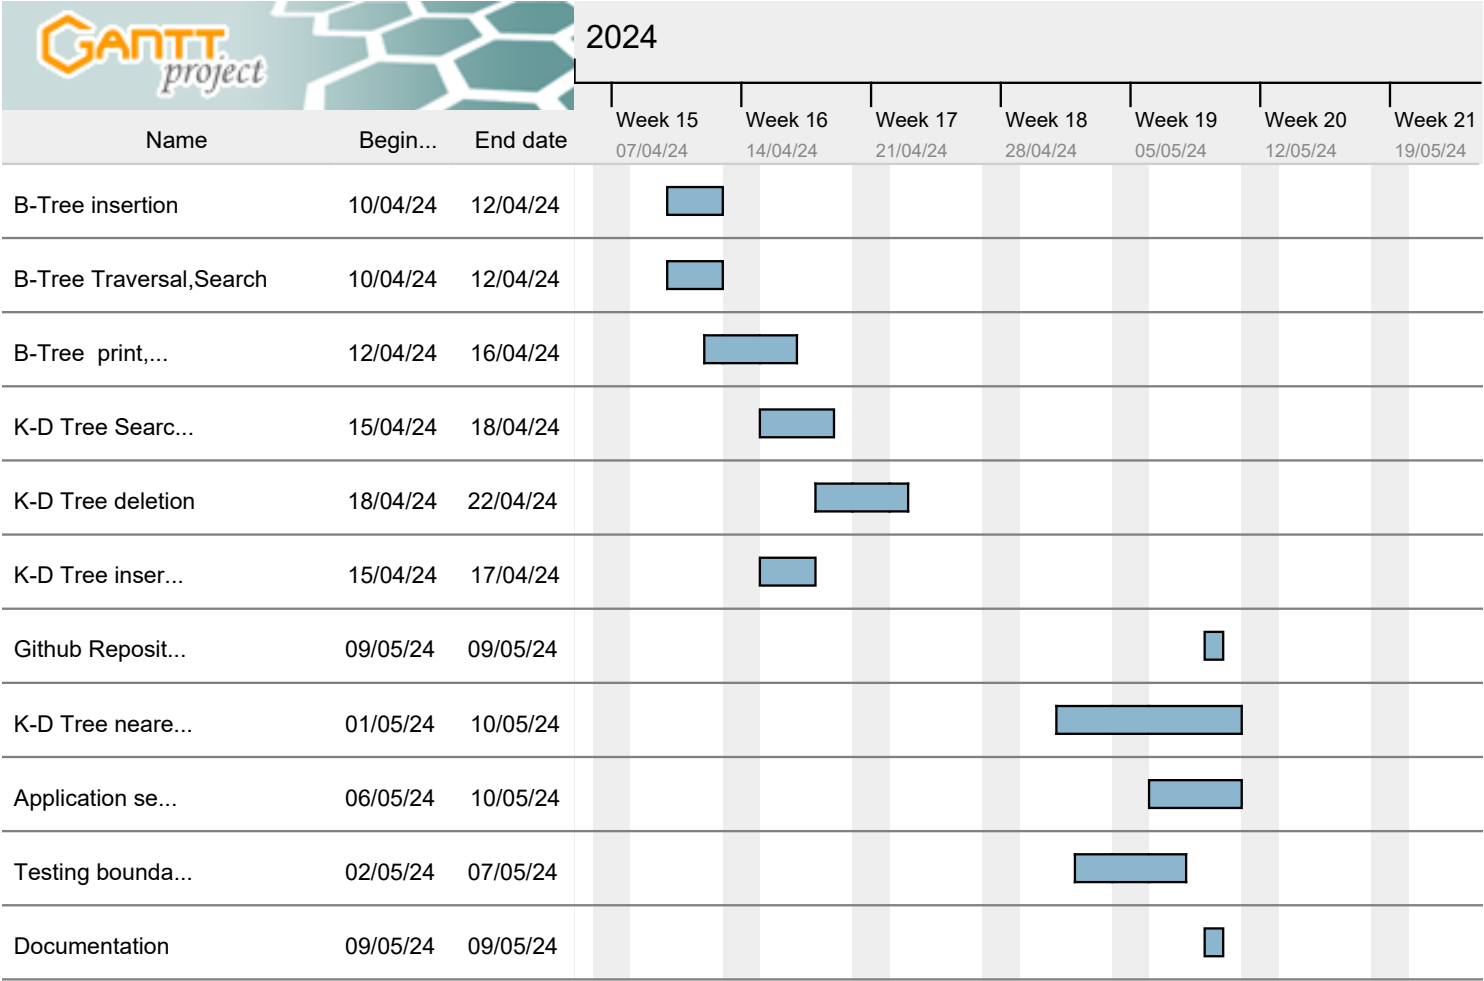 GANTT
project
2024
Week 15 Week 16 Week 17 Week 18 Week 19 Week 20 Week 21
Name Begin... End date 07/04/24 14/04/24 21/04/24 28/04/24 05/05/24 12/05/24 19/05/24
B-Tree insertion 10/04/24 12/04/24
B-Tree Traversal,Search 10/04/24 12/04/24
B-Tree  print,... 12/04/24 16/04/24
K-D Tree Searc... 15/04/24 18/04/24
K-D Tree deletion 18/04/24 22/04/24
K-D Tree inser... 15/04/24 17/04/24
Github Reposit... 09/05/24 09/05/24
K-D Tree neare... 01/05/24 10/05/24
Application se... 06/05/24 10/05/24
Testing bounda... 02/05/24 07/05/24
Documentation 09/05/24 09/05/24